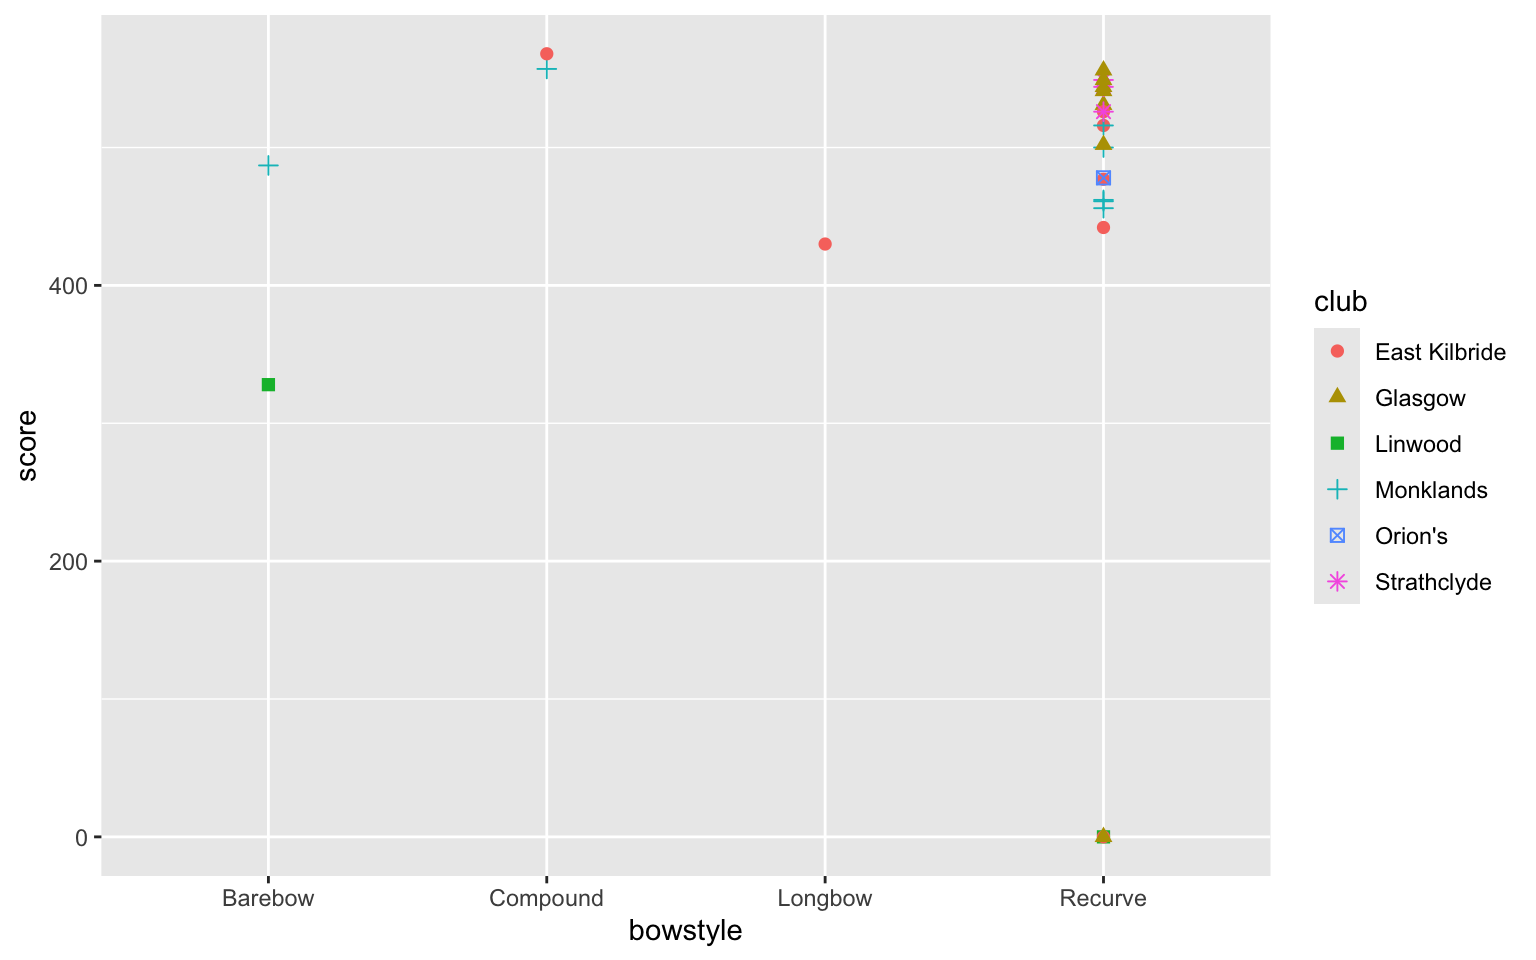 score
400
200
0
Barebow
Compound
Longbow
Recurve
bowstyle
club
East Kilbride
Glasgow
Linwood
Monklands
Orion's
Strathclyde